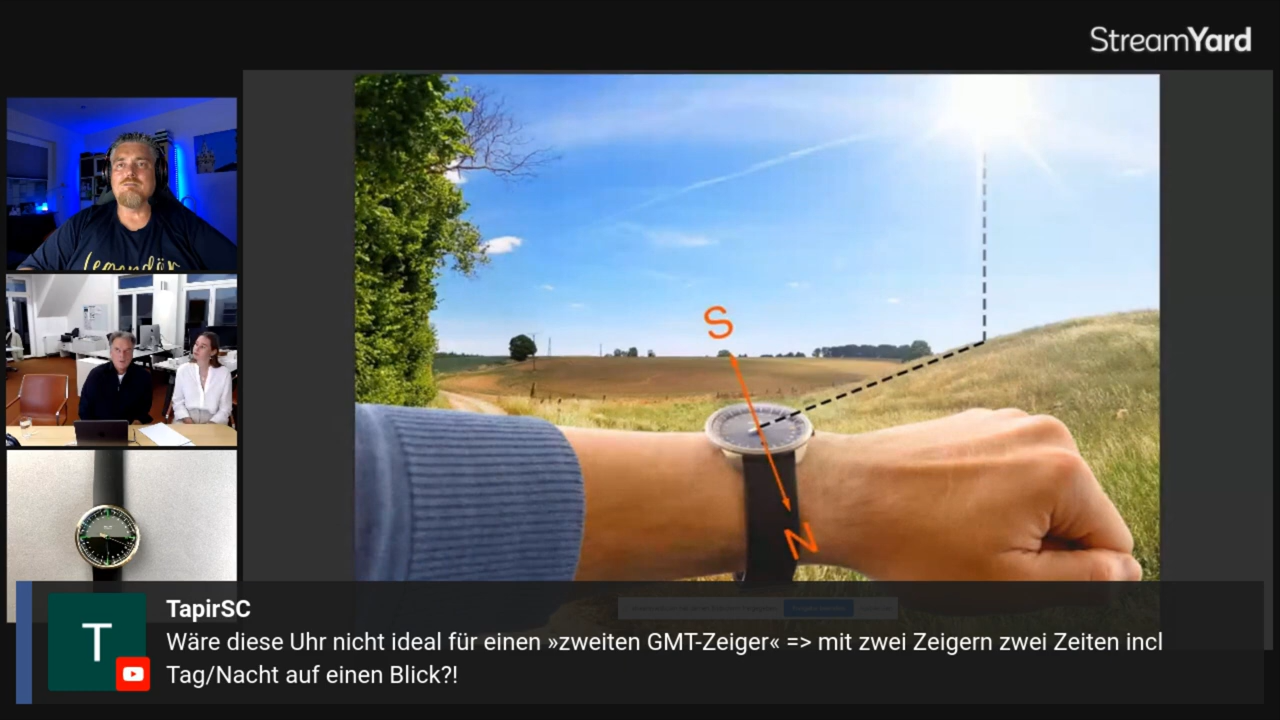 StreamYard
Legendär
S
N
T
TapirSC
Wäre diese Uhr nicht ideal für einen »zweiten GMT-Zeiger« => mit zwei Zeigern zwei Zeiten incl
Tag/Nacht auf einen Blick?!